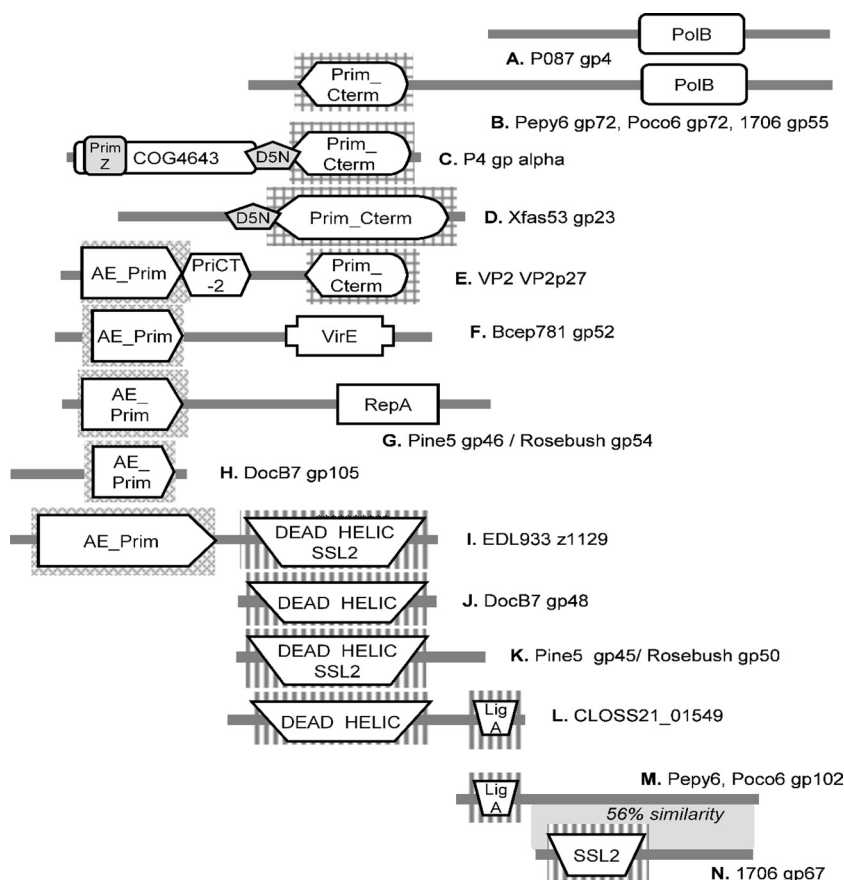 PolB
A. P087 gp4
Prim_
Cterm
PolB
B. Pepy6 gp72, Poco6 gp72, 1706 gp55
Prim
Z
COG4643
D5N
Prim_
Cterm
C. P4 gp alpha
D5N
Prim_Cterm
D. Xfas53 gp23
AE_Prim
PriCT
-2
Prim_
Cterm
E. VP2 VP2p27
AE_Prim
VirE
F. Bcep781 gp52
AE_
Prim
RepA
G. Pine5 gp46 / Rosebush gp54
AE_
Prim
H. DocB7 gp105
AE_Prim
DEAD HELIC
SSL2
I. EDL933 z1129
DEAD HELIC
J. DocB7 gp48
DEAD HELIC
SSL2
K. Pine5 gp45/ Rosebush gp50
DEAD HELIC
Lig
A
L. CLOSS21_01549
Lig
A
M. Pepy6, Poco6 gp102
56% similarity
SSL2
N. 1706 gp67